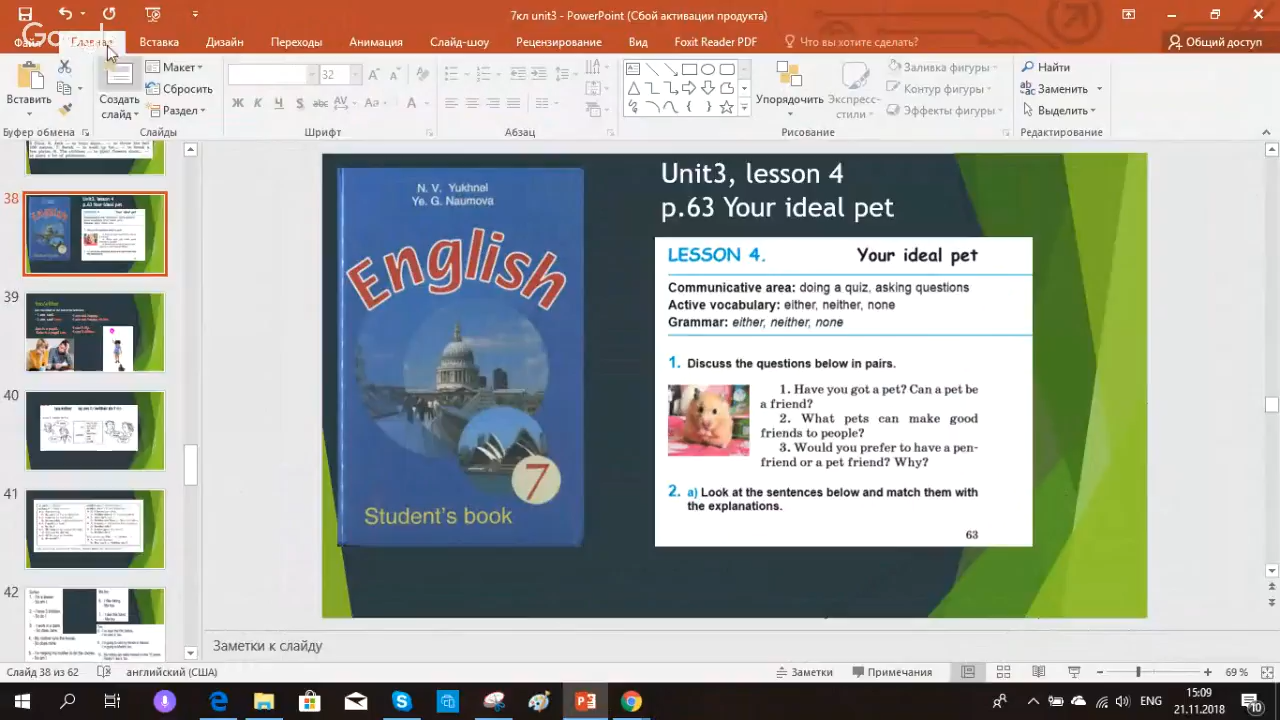 7кл unit3 - PowerPoint (Сбой активации продукта)
Файл Главная Вставка Дизайн Переходы Анимация Слайд-шоу Рецензирование Вид Foxit Reader PDF Что вы хотите сделать? Общий доступ
Вставить
Буфер обмена
Создать слайд
Макет
Сбросить
Раздел
Слайды
32
Ж К Ч S abc AV Aa A
Шрифт
Абзац
Упорядочить
Экспресс-стили
Заливка фигуры
Контур фигуры
Эффекты фигуры
Рисование
Найти
Заменить
Выделить
Редактирование
38
39
40
41
42
N. V. Yukhnel
Ye. G. Naumova
English
7
student's book
Unit3, lesson 4
p.63 Your ideal pet
LESSON 4. Your ideal pet
Communicative area: doing a quiz, asking questions
Active vocabulary: either, neither, none
Grammar: either, neither, none
1. Discuss the questions below in pairs.
1. Have you got a pet? Can a pet be
a friend?
2. What pets can make good
friends to people?
3. Would you prefer to have a pen-
friend or a pet friend? Why?
2. a) Look at the sentences below and match them with
the explanations.
63
Заметки к слайду
Слайд 38 из 62 английский (США) Заметки Примечания 69 %
ENG
15:09
21.11.2018
10